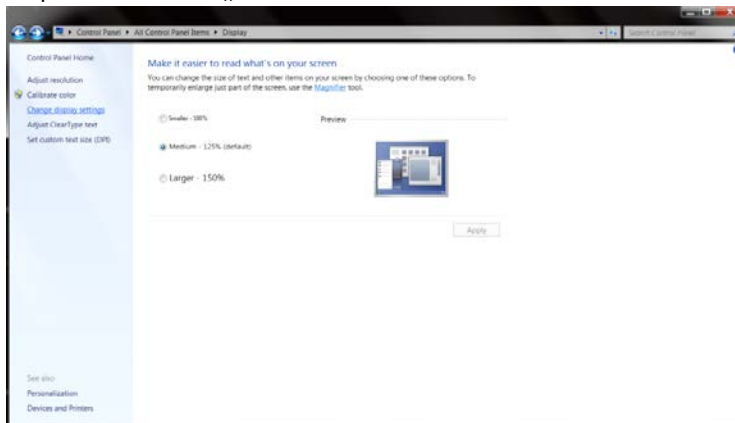 Control Panel ▸ All Control Panel Items ▸ Display
Search Control Panel
Control Panel Home
Adjust resolution
Calibrate color
Change display settings
Adjust ClearType text
Set custom text size (DPI)
Make it easier to read what's on your screen
You can change the size of text and other items on your screen by choosing one of these options. To
temporarily enlarge just part of the screen, use the Magnifier tool.
Smaller - 100%
Preview
Medium - 125% (default)
Larger - 150%
Apply
See also
Personalization
Devices and Printers